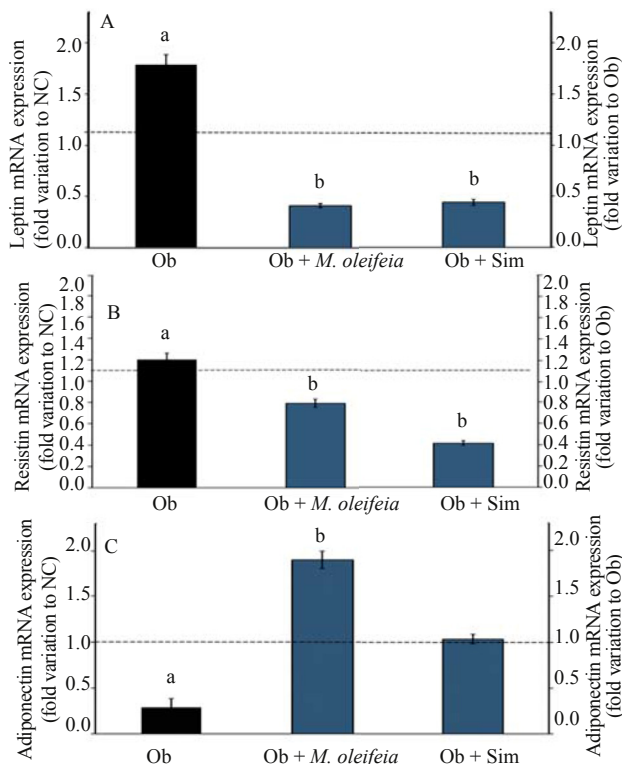 A
Leptin mRNA expression
(fold variation to NC)
2.0
1.5
1.0
0.5
0.0
a
b
b
2.0
1.5
1.0
0.5
0.0
Leptin mRNA expression
(fold variation to Ob)
Ob
Ob + M. oleifeia
Ob + Sim
B
Resistin mRNA expression
(fold variation to NC)
2.0
1.8
1.6
1.4
1.2
1.0
0.8
0.6
0.4
0.2
0.0
a
b
b
2.0
1.8
1.6
1.4
1.2
1.0
0.8
0.6
0.4
0.2
0.0
Resistin mRNA expression
(fold variation to Ob)
Ob
Ob + M. oleifeia
Ob + Sim
C
Adiponectin mRNA expression
(fold variation to NC)
2.0
1.5
1.0
0.5
0.0
a
b
2.0
1.5
1.0
0.5
0.0
Adiponectin mRNA expression
(fold variation to Ob)
Ob
Ob + M. oleifeia
Ob + Sim